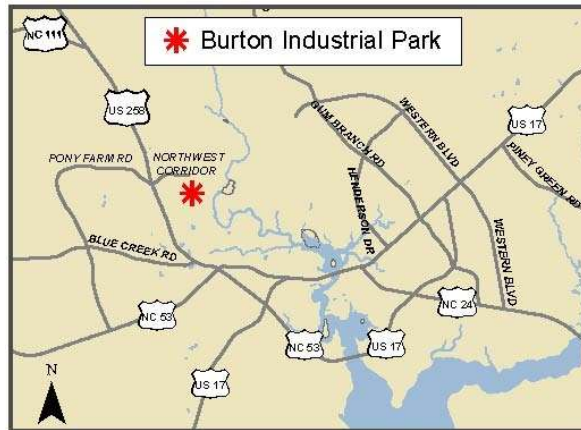 Burton Industrial Park
NC 111
US 258
US 17
GUM BRANCH RD
WESTERN BLVD
PINEY GREEN RD
PONY FARM RD
NORTHWEST
CORRIDOR
HENDERSON DR
BLUE CREEK RD
WESTERN BLVD
NC 53
NC 24
NC 53
US 17
US 17
N